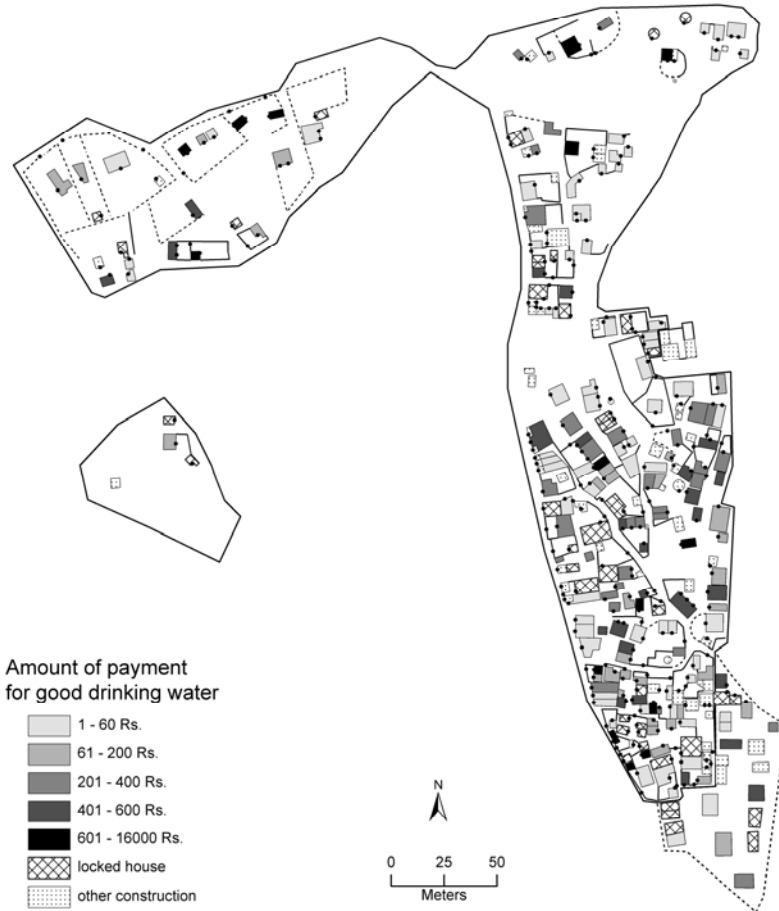 Amount of payment
for good drinking water
1 - 60 Rs.
61 - 200 Rs.
201 - 400 Rs.
401 - 600 Rs.
601 - 16000 Rs.
locked house
other construction
N
0 25 50
Meters